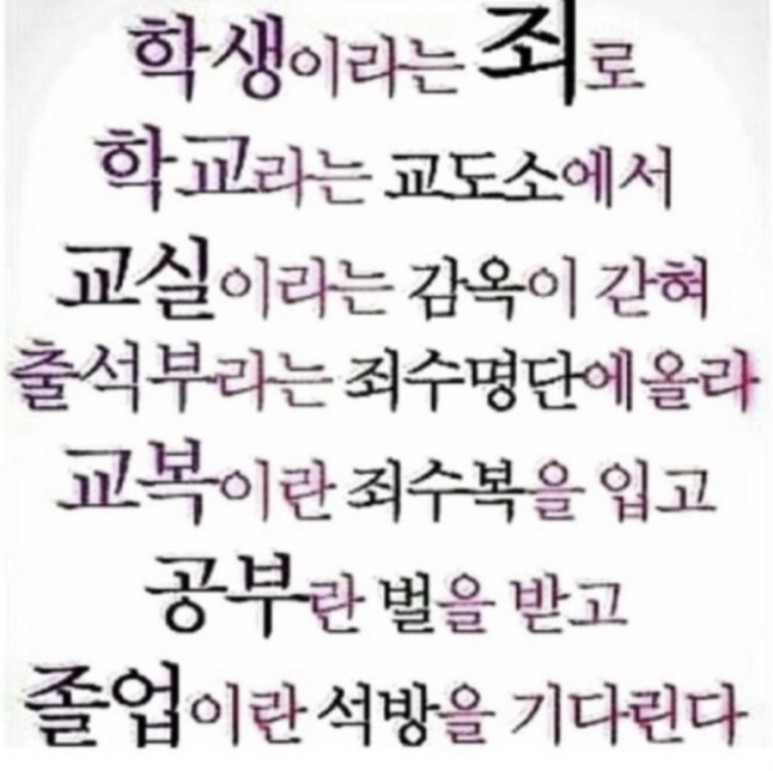 학생이라는 죄로
학교라는 교도소에서
교실이라는 감옥이 갇혀
출석부라는 죄수명단에올라
교복이란 죄수복을 입고
공부란 벌을 받고
졸업이란 석방을 기다린다